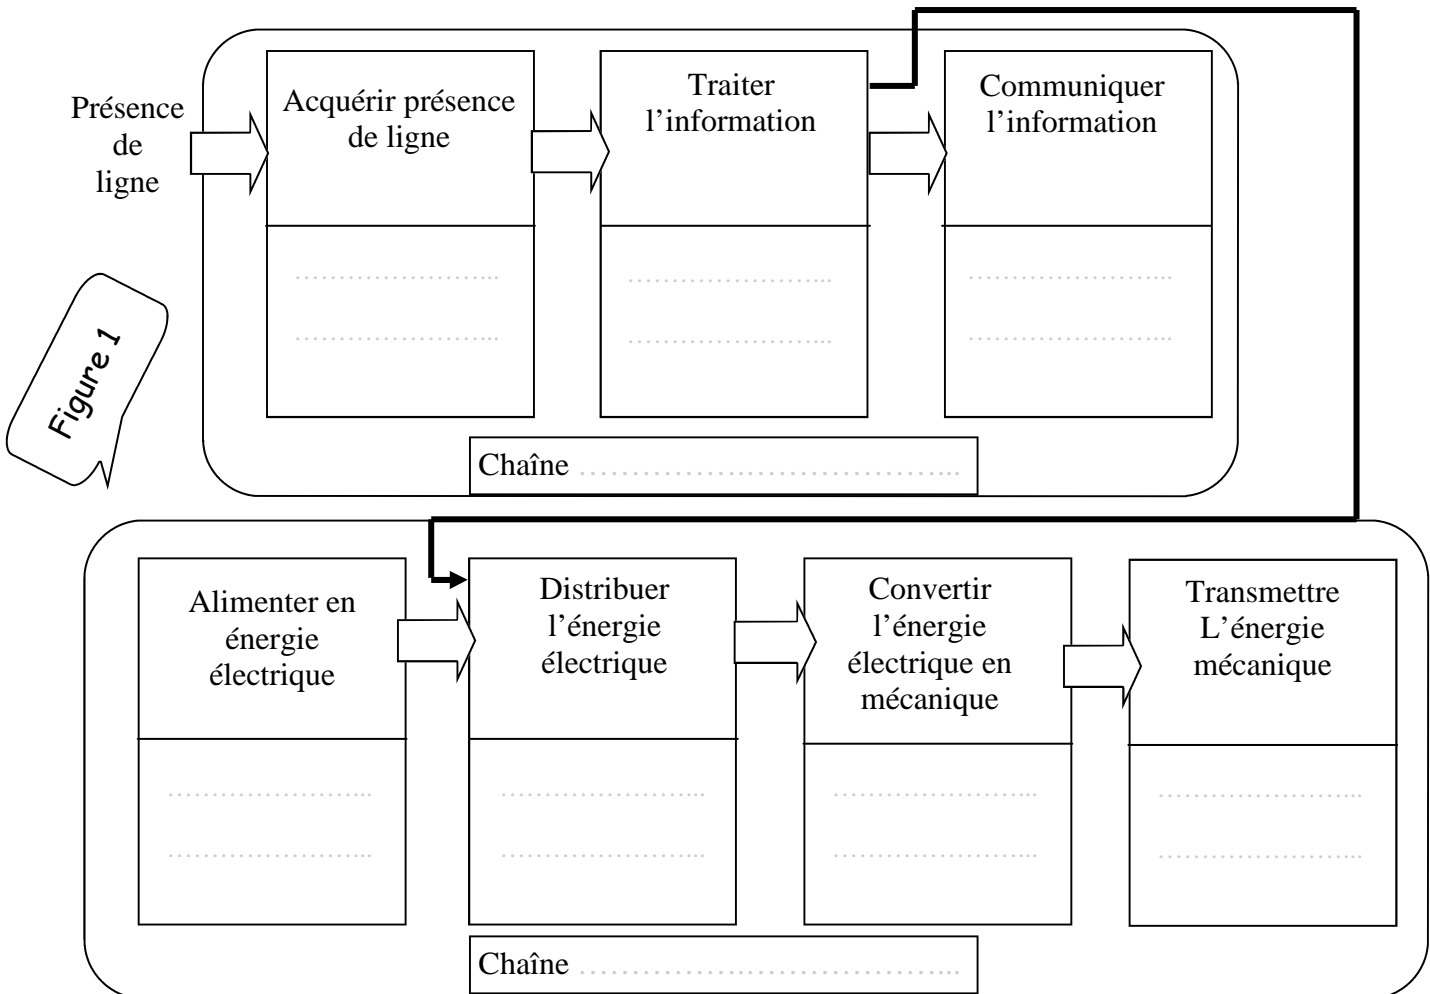 Présence
de
ligne
Acquérir présence
de ligne
…………………..
…………………..
Traiter
l’information
…………………..
…………………..
Communiquer
l’information
………………..
………………..
Chaîne ………………………………..
Figure 1
Alimenter en
énergie
électrique
…………………..
…………………..
Distribuer
l’énergie
électrique
…………………..
…………………..
Convertir
l’énergie
électrique en
mécanique
…………………..
…………………..
Transmettre
L’énergie
mécanique
…………………..
…………………..
Chaîne ………………………………..